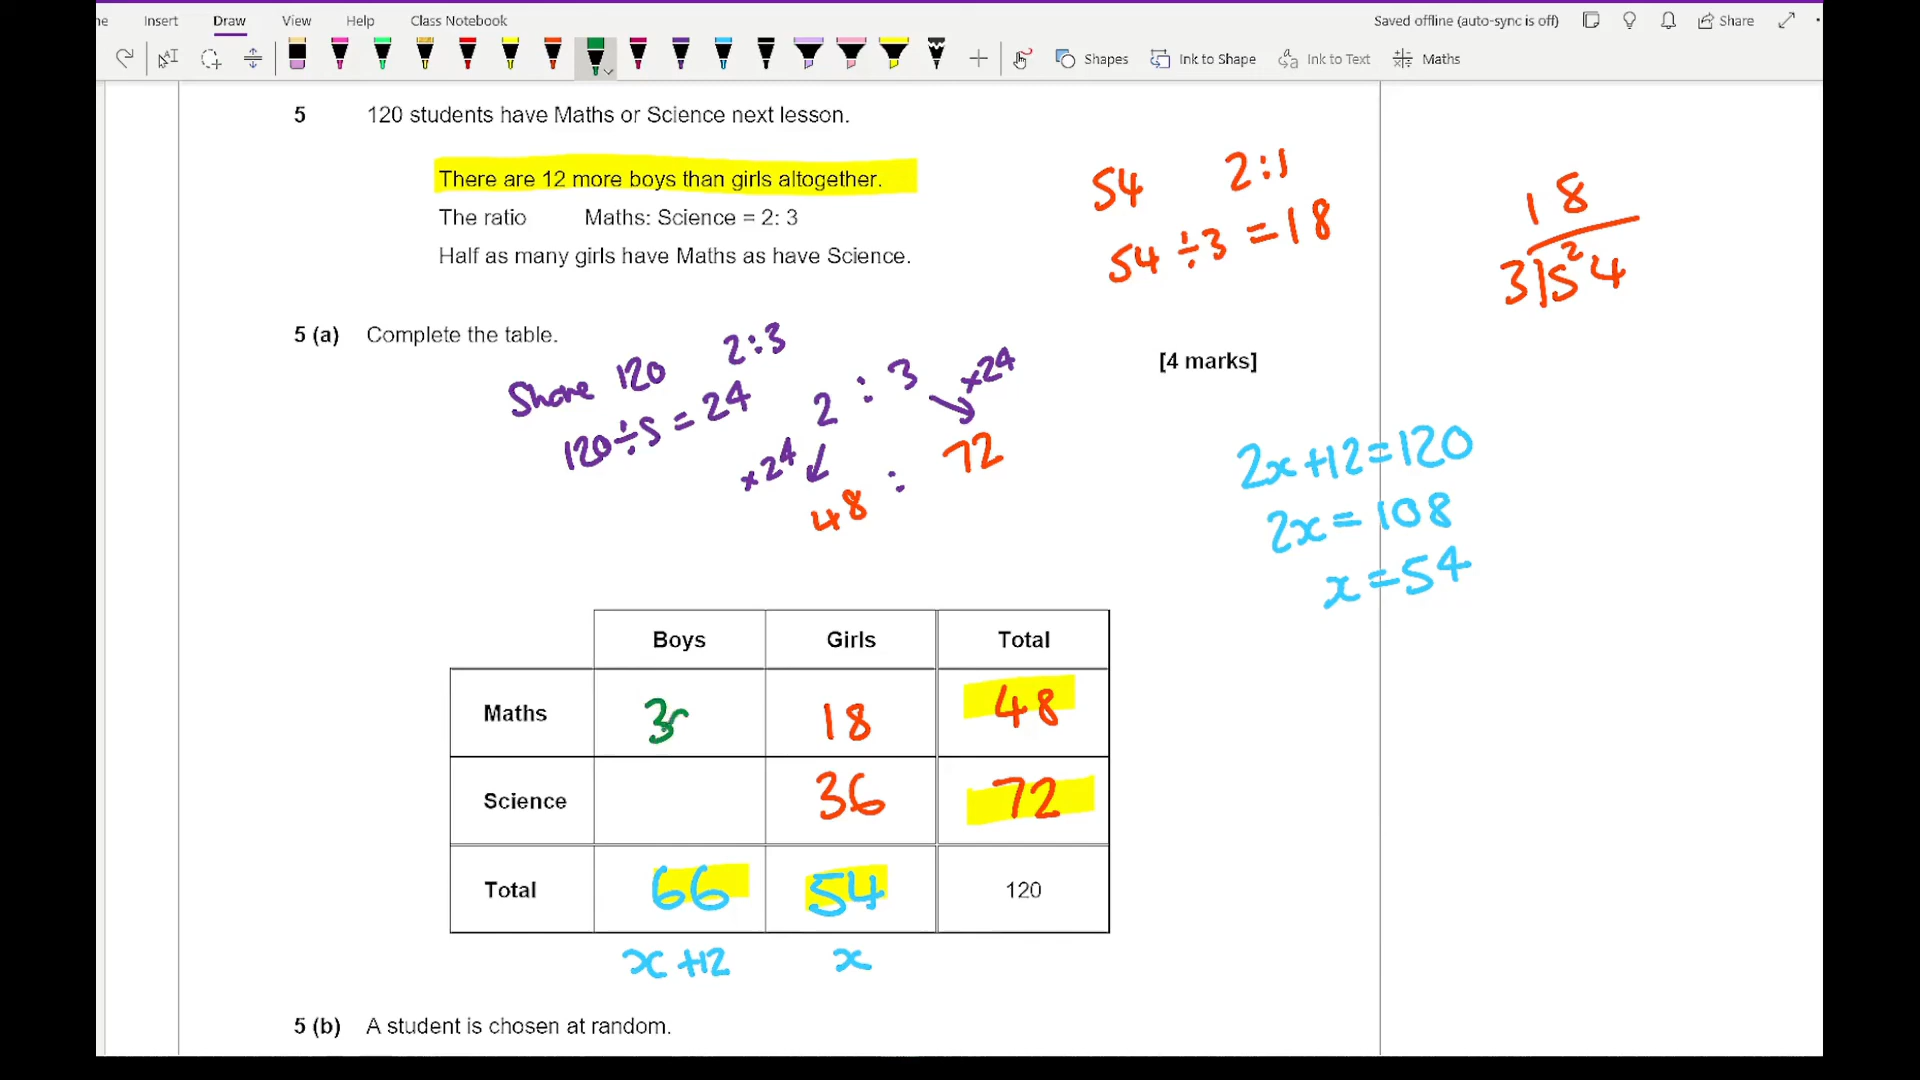 ne Insert Draw View Help Class Notebook Saved offline (auto-sync is off) Share
Shapes Ink to Shape Ink to Text Maths
5 120 students have Maths or Science next lesson.
There are 12 more boys than girls altogether.
The ratio Maths: Science = 2: 3
Half as many girls have Maths as have Science.
54 2:1
54÷3=18
18
3)5²4
5 (a) Complete the table.
[4 marks]
Share 120 2:3
120÷5=24
2 : 3 ×24
×24 72
48 :
2x+12=120
2x=108
x=54
Boys Girls Total
Maths 3 18 48
Science 36 72
Total 66 54 120
x+12 x
5 (b) A student is chosen at random.